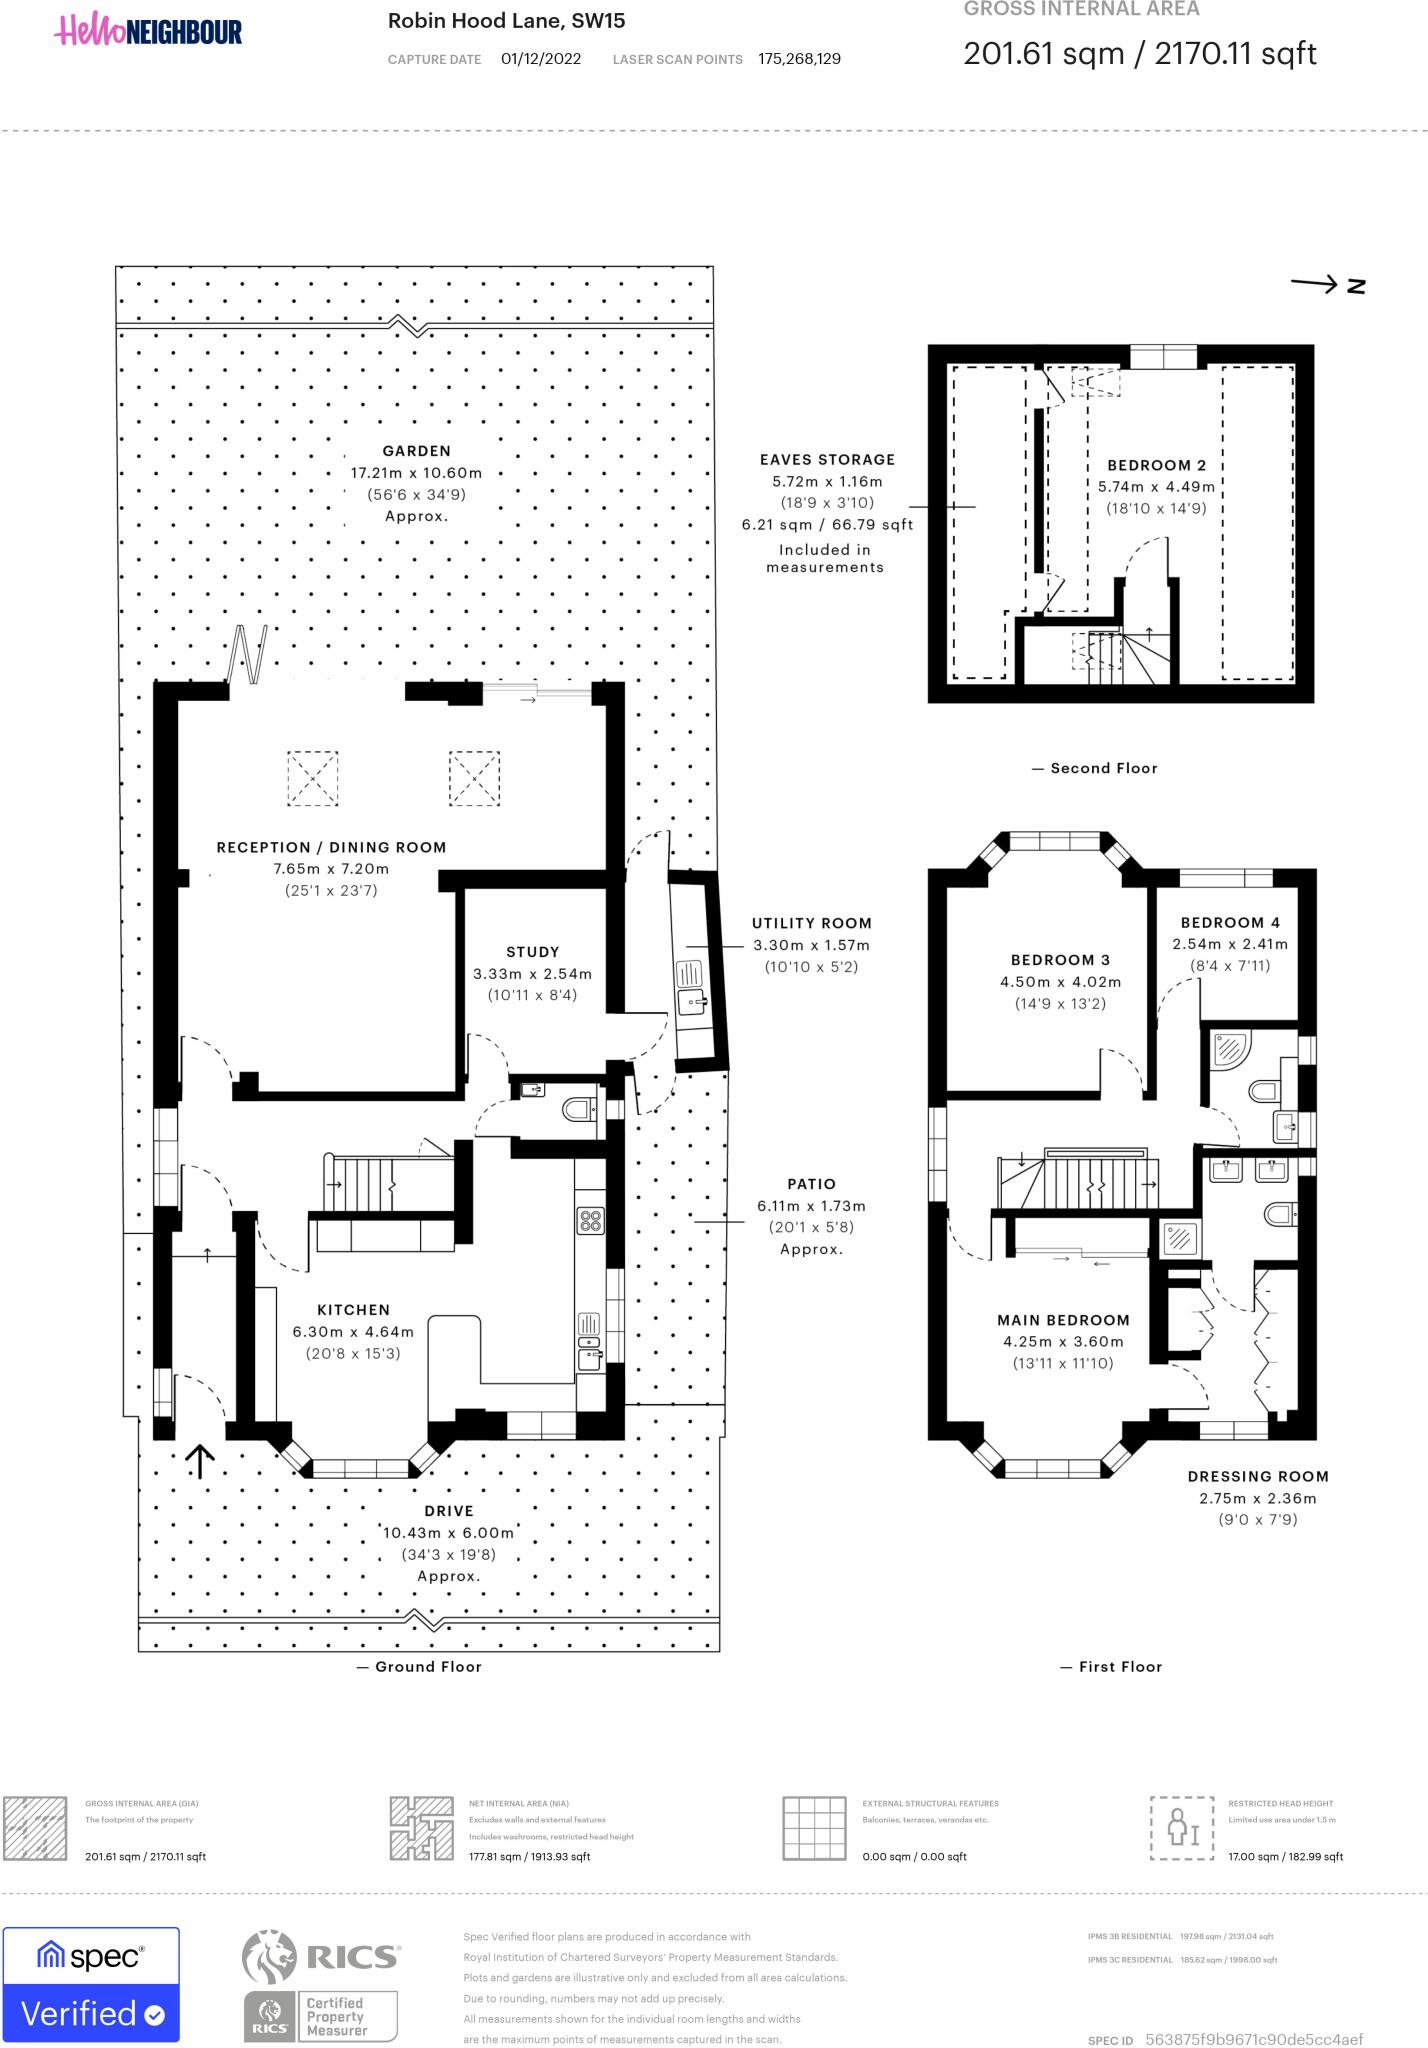 HelloNEIGHBOUR
Robin Hood Lane, SW15
CAPTURE DATE 01/12/2022 LASER SCAN POINTS 175,268,129
GROSS INTERNAL AREA
201.61 sqm / 2170.11 sqft
N
GARDEN
17.21m x 10.60m
(56'6 x 34'9)
Approx.
EAVES STORAGE
5.72m x 1.16m
(18'9 x 3'10)
6.21 sqm / 66.79 sqft
Included in
measurements
BEDROOM 2
5.74m x 4.49m
(18'10 x 14'9)
— Second Floor
RECEPTION / DINING ROOM
7.65m x 7.20m
(25'1 x 23'7)
STUDY
3.33m x 2.54m
(10'11 x 8'4)
UTILITY ROOM
3.30m x 1.57m
(10'10 x 5'2)
BEDROOM 3
4.50m x 4.02m
(14'9 x 13'2)
BEDROOM 4
2.54m x 2.41m
(8'4 x 7'11)
PATIO
6.11m x 1.73m
(20'1 x 5'8)
Approx.
KITCHEN
6.30m x 4.64m
(20'8 x 15'3)
MAIN BEDROOM
4.25m x 3.60m
(13'11 x 11'10)
DRESSING ROOM
2.75m x 2.36m
(9'0 x 7'9)
DRIVE
10.43m x 6.00m
(34'3 x 19'8)
Approx.
— Ground Floor
— First Floor
GROSS INTERNAL AREA (GIA)
The footprint of the property
201.61 sqm / 2170.11 sqft
NET INTERNAL AREA (NIA)
Excludes walls and external features
Includes washrooms, restricted head height
177.81 sqm / 1913.93 sqft
EXTERNAL STRUCTURAL FEATURES
Balconies, terraces, verandas etc.
0.00 sqm / 0.00 sqft
RESTRICTED HEAD HEIGHT
Limited use area under 1.5 m
17.00 sqm / 182.99 sqft
spec®
Verified
RICS®
RICS
Certified
Property
Measurer
Spec Verified floor plans are produced in accordance with
Royal Institution of Chartered Surveyors' Property Measurement Standards.
Plots and gardens are illustrative only and excluded from all area calculations.
Due to rounding, numbers may not add up precisely.
All measurements shown for the individual room lengths and widths
are the maximum points of measurements captured in the scan.
IPMS 3B RESIDENTIAL 197.98 sqm / 2131.04 sqft
IPMS 3C RESIDENTIAL 185.62 sqm / 1998.00 sqft
SPEC ID 563875f9b9671c90de5cc4aef